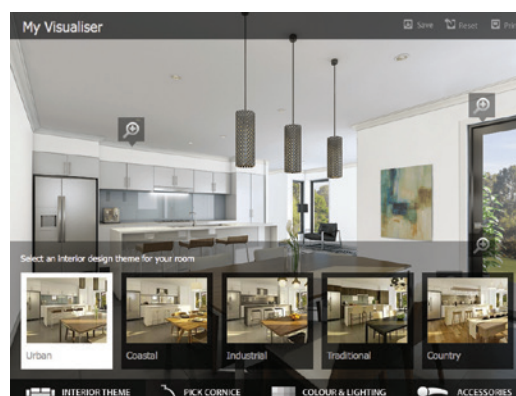 My Visualiser
Save Reset Print
Select an interior design theme for your room
Urban Coastal Industrial Traditional Country
INTERIOR THEME PICK CORNICE COLOUR & LIGHTING ACCESSORIES